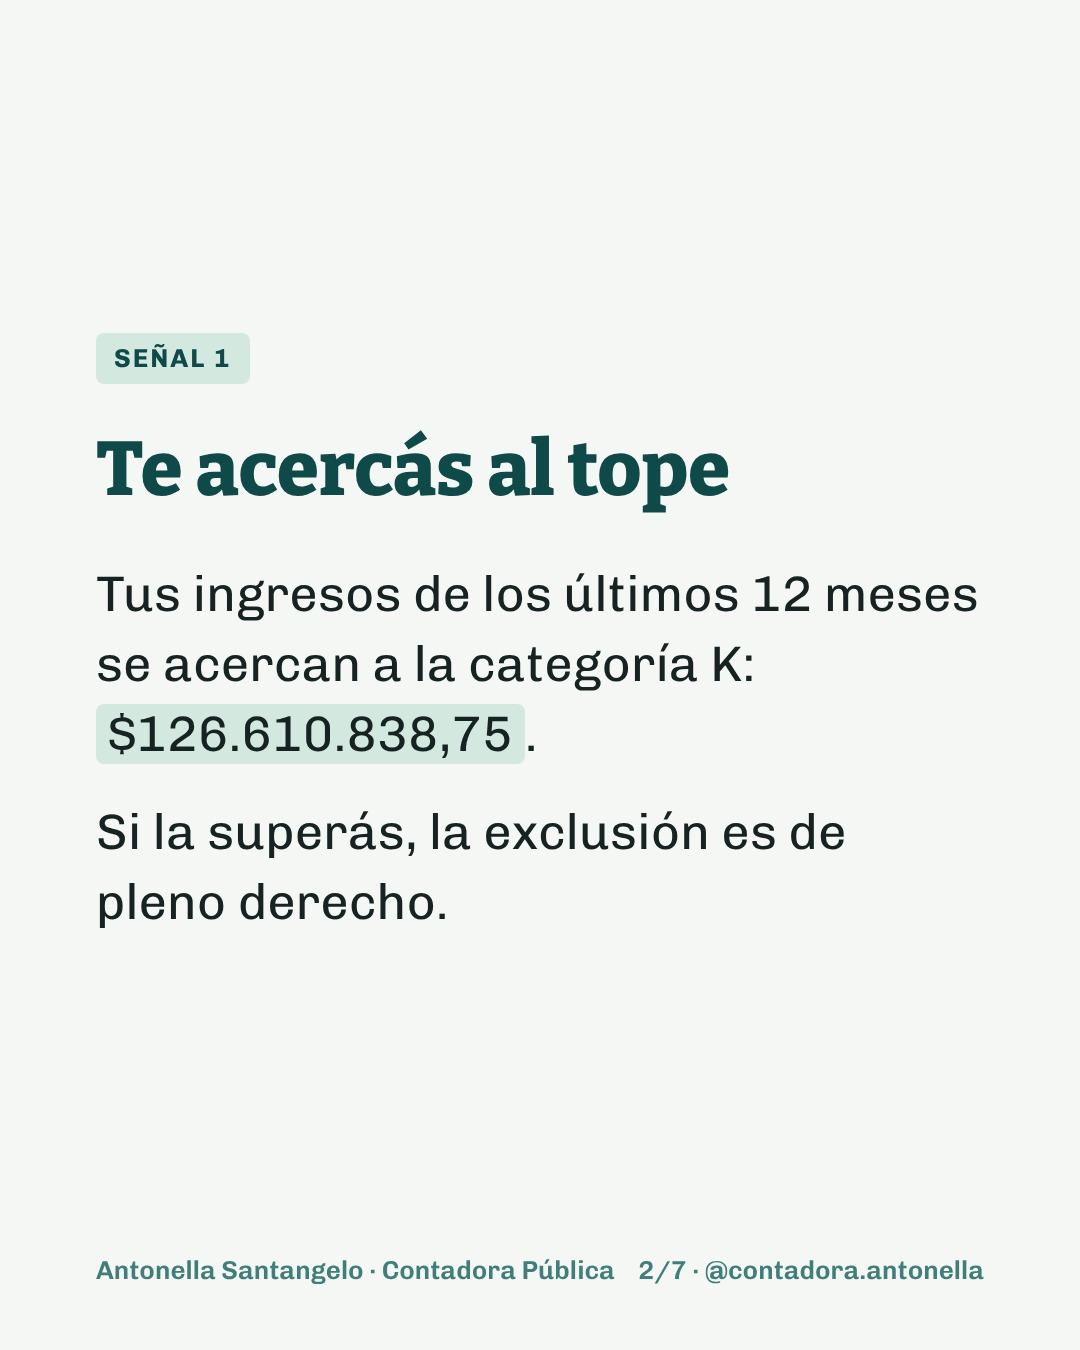 SEÑAL 1
Te acercás al tope
Tus ingresos de los últimos 12 meses
se acercan a la categoría K:
$126.610.838,75.
Si la superás, la exclusión es de
pleno derecho.
Antonella Santangelo · Contadora Pública 2/7 · @contadora.antonella